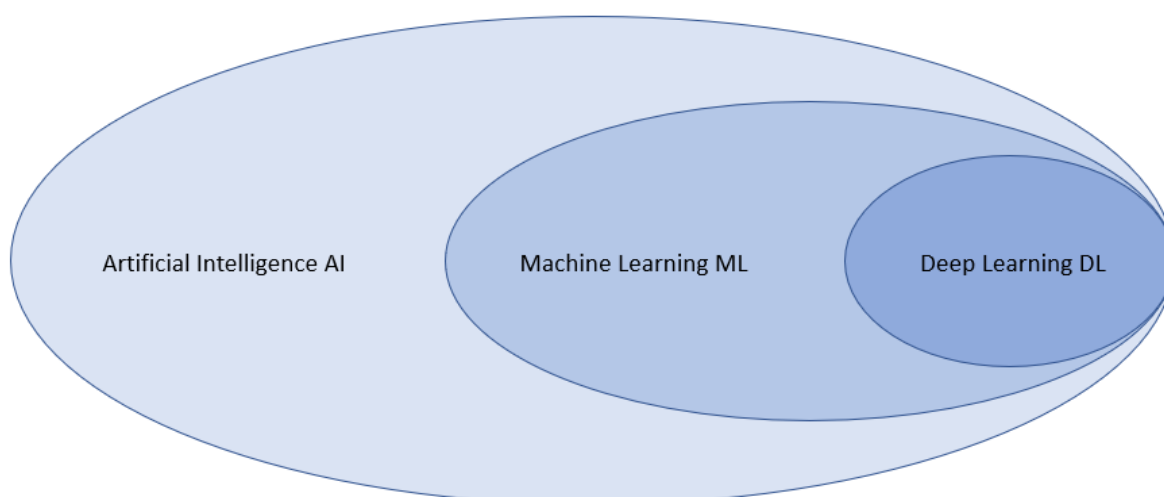 Artificial Intelligence AI
Machine Learning ML
Deep Learning DL